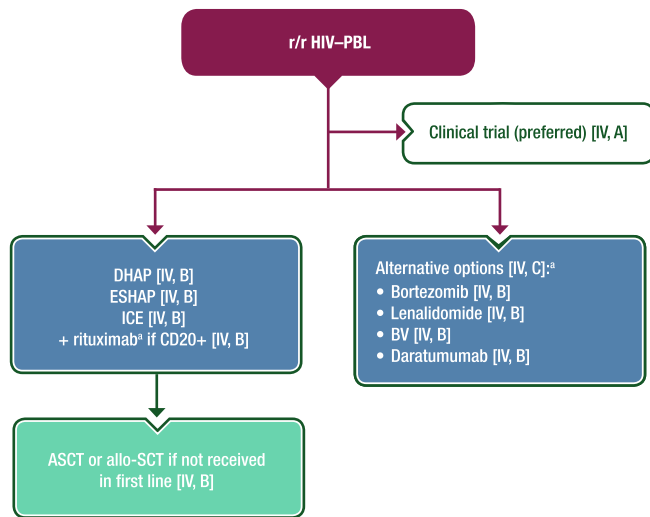 r/r HIV–PBL
Clinical trial (preferred) [IV, A]
DHAP [IV, B]
ESHAP [IV, B]
ICE [IV, B]
+ rituximabᵃ if CD20+ [IV, B]
Alternative options [IV, C]:ᵃ
• Bortezomib [IV, B]
• Lenalidomide [IV, B]
• BV [IV, B]
• Daratumumab [IV, B]
ASCT or allo-SCT if not received
in first line [IV, B]